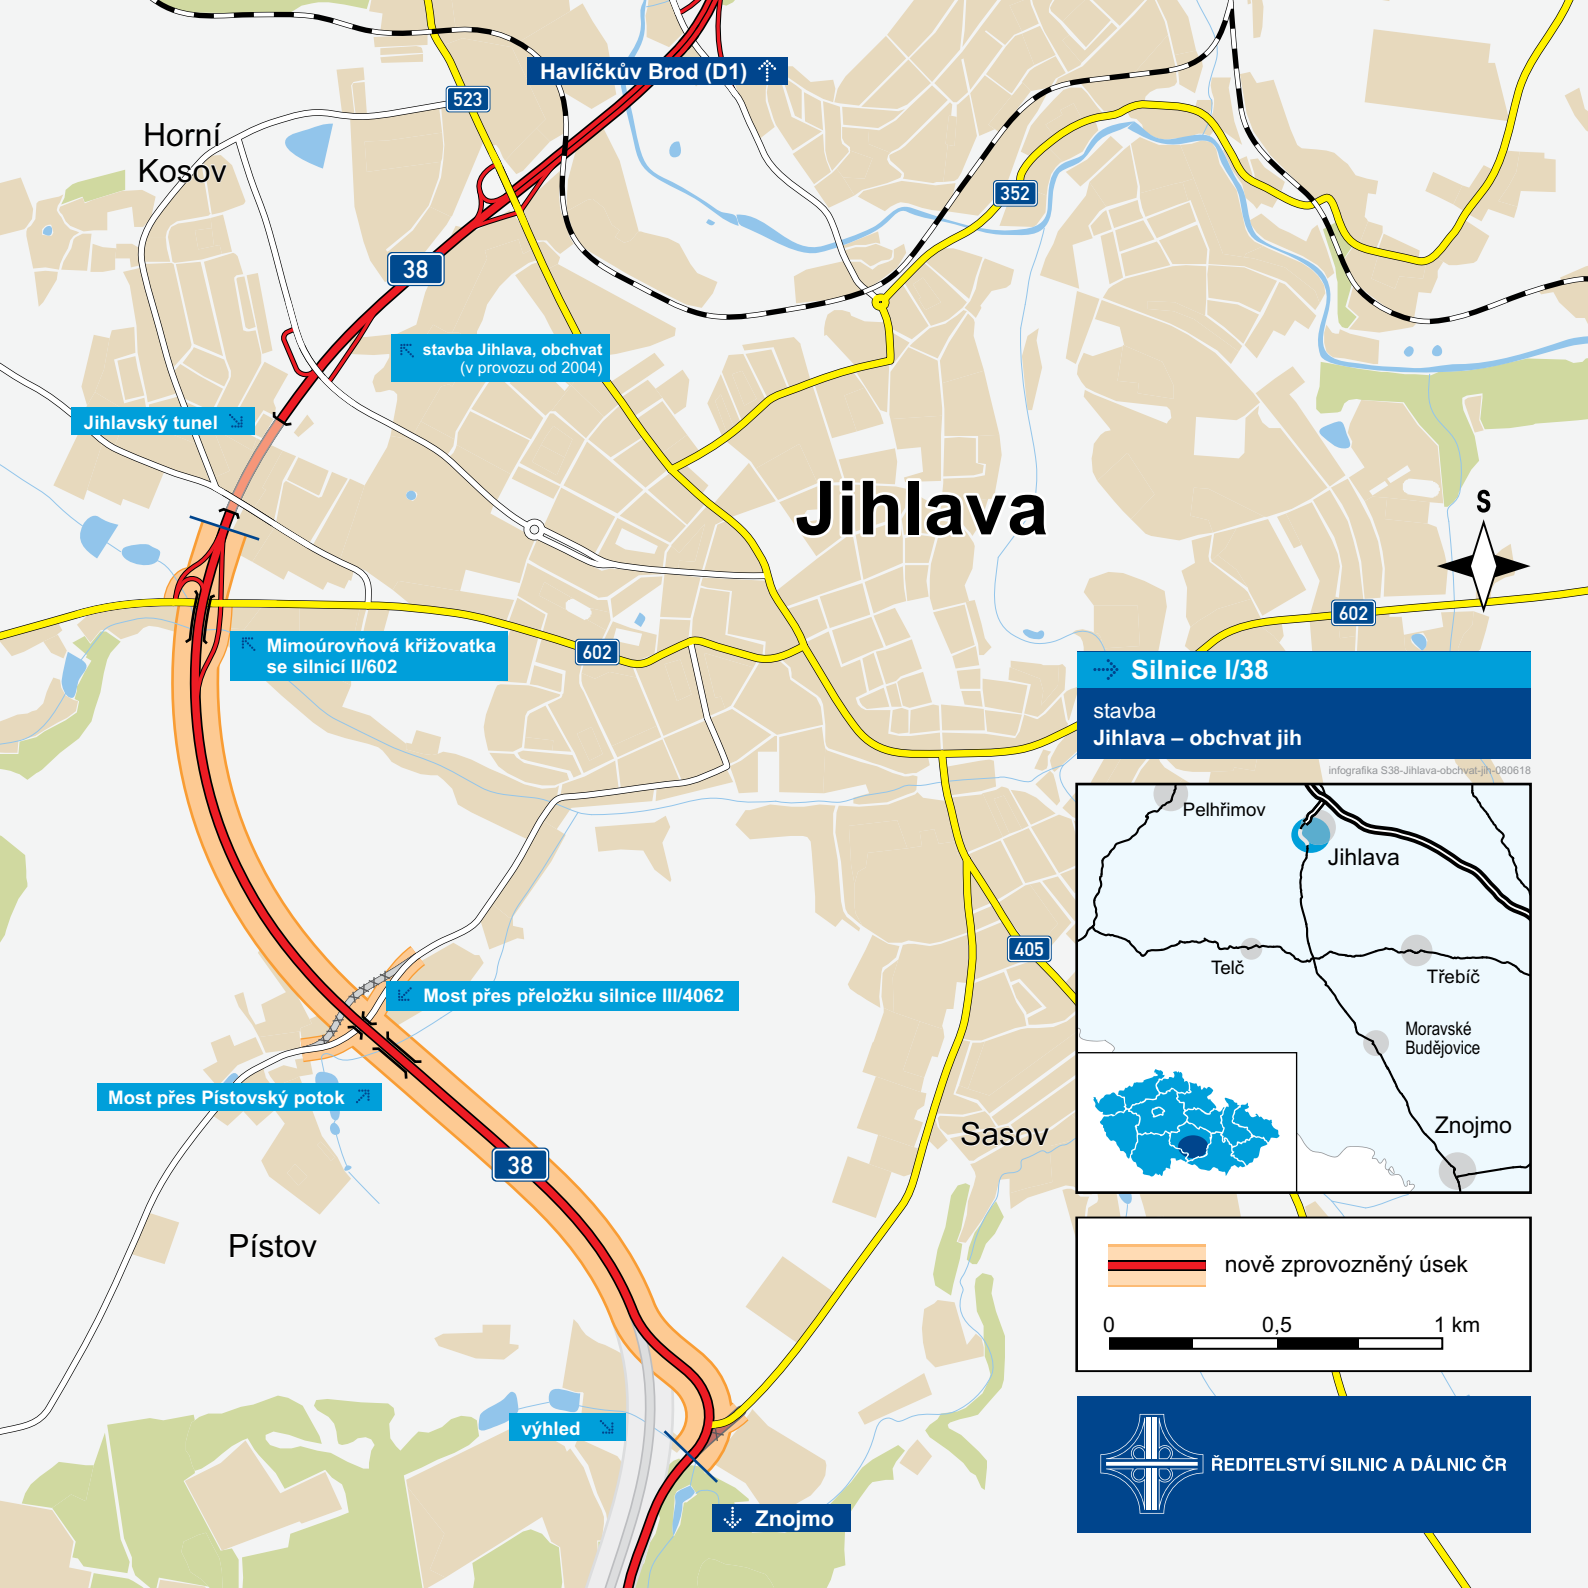 Havlíčkův Brod (D1)
523
Horní
Kosov
352
38
stavba Jihlava, obchvat
(v provozu od 2004)
Jihlavský tunel
Jihlava
S
602
Mimoúrovňová křižovatka
se silnicí II/602
602
Silnice I/38
stavba
Jihlava – obchvat jih
infografika S38-Jihlava-obchvat-jih-080618
Pelhřimov
Jihlava
405
Telč
Třebíč
Most přes přeložku silnice III/4062
Moravské
Budějovice
Most přes Pístovský potok
Znojmo
Sasov
38
Pístov
nově zprovozněný úsek
0 0,5 1 km
výhled
ŘEDITELSTVÍ SILNIC A DÁLNIC ČR
Znojmo